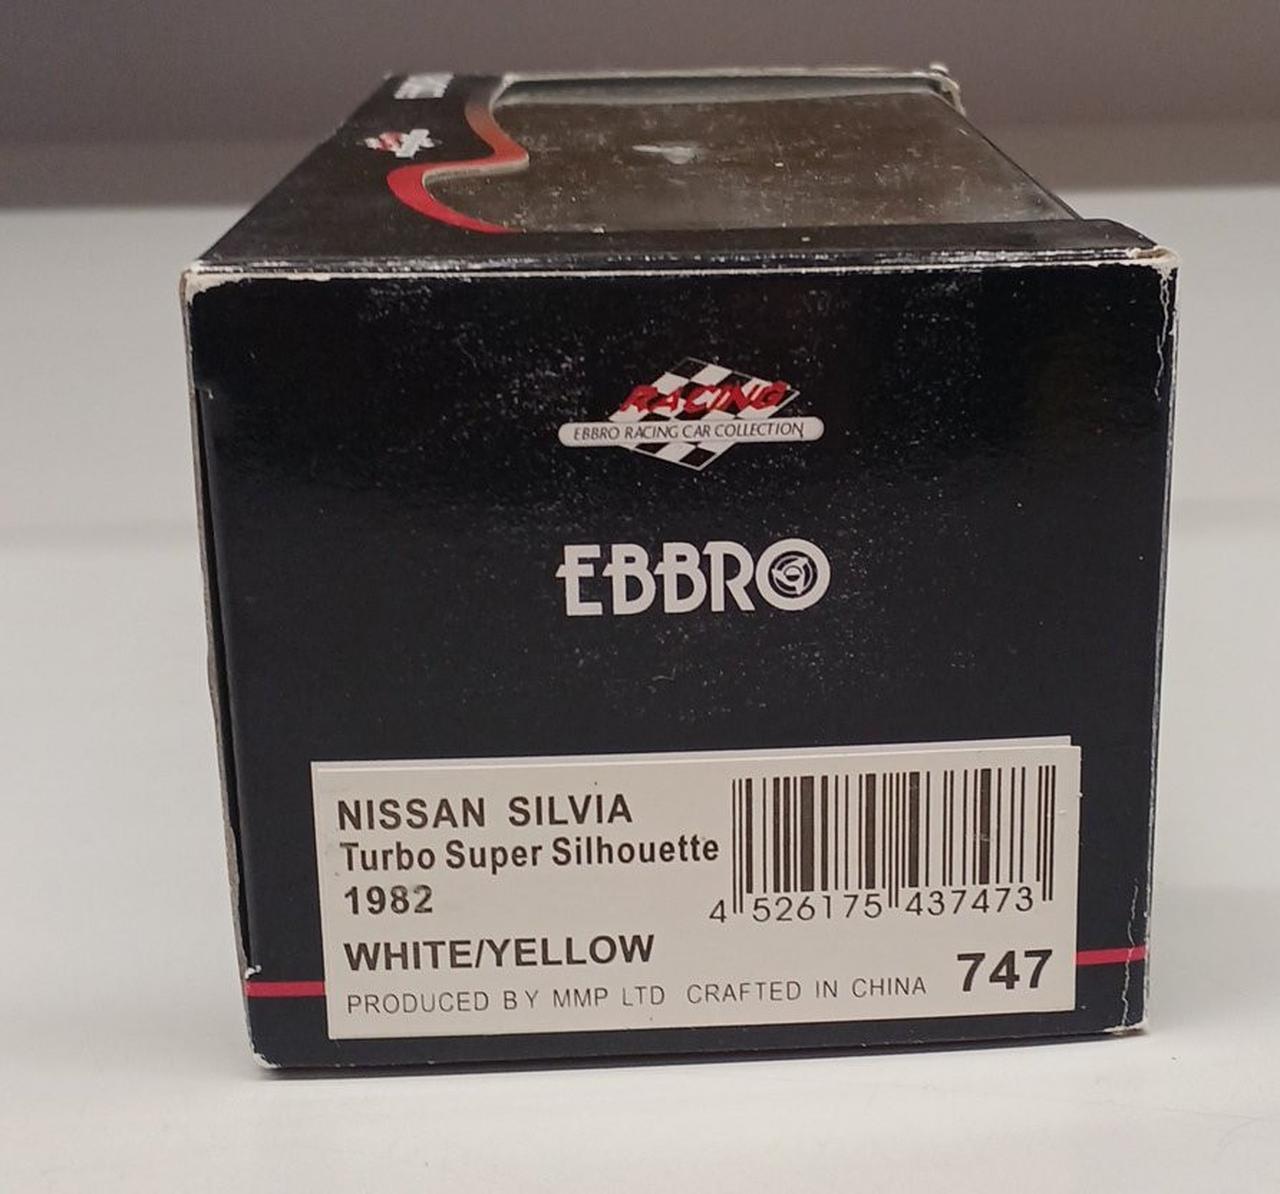 RACING
EBBRO RACING CAR COLLECTION
EBBRO
NISSAN SILVIA
Turbo Super Silhouette
1982
4 526175 437473
WHITE/YELLOW
747
PRODUCED BY MMP LTD CRAFTED IN CHINA